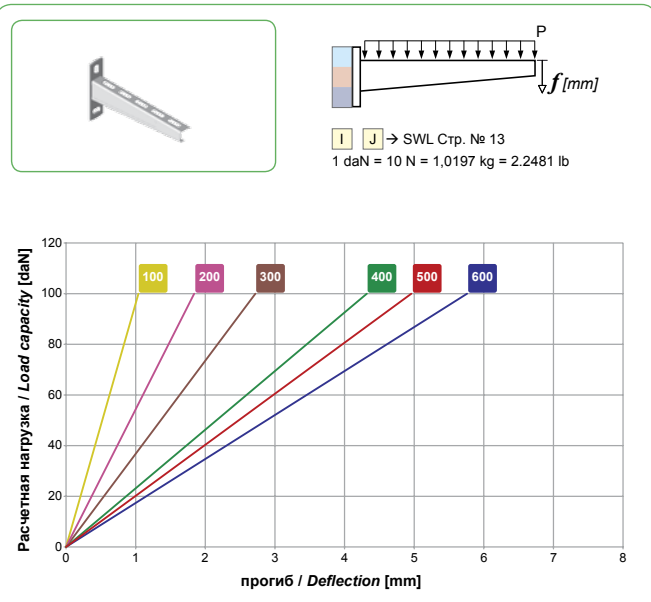 P
f [mm]
I J → SWL Стр. № 13
1 daN = 10 N = 1,0197 kg = 2.2481 lb
Расчетная нагрузка / Load capacity [daN]
120
100
80
60
40
20
0
100 200 300 400 500 600
0 1 2 3 4 5 6 7 8
прогиб / Deflection [mm]